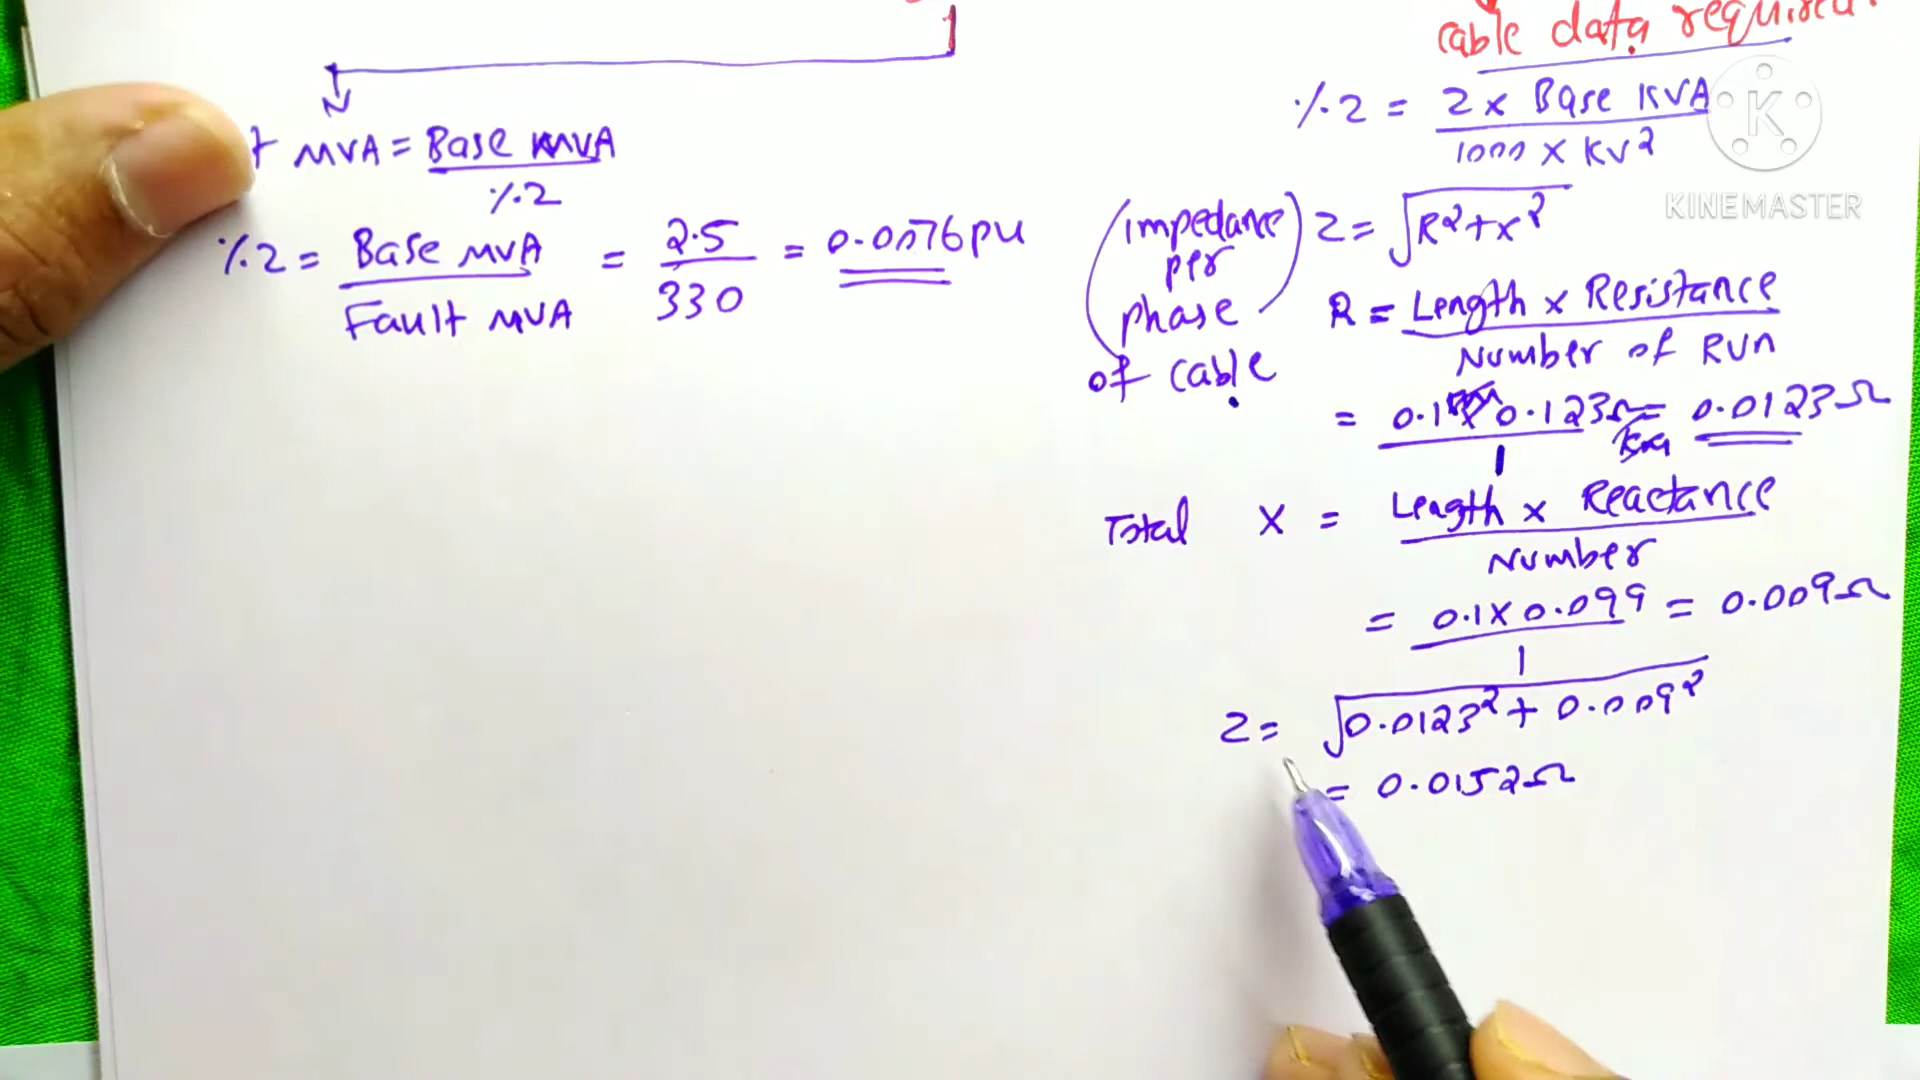 cable data required.
%Z = Z x Base KVA / 1000 x KV²
MVA = Base MVA / %Z
%Z = Base MVA / Fault MVA = 2.5 / 330 = 0.0076 pu
(impedance per phase of cable) Z = √R²+X²
R = Length x Resistance / Number of Run
= 0.1 x 0.123Ω / 1 = 0.0123Ω
Km
Total X = Length x Reactance / Number
= 0.1 x 0.099 / 1 = 0.009Ω
Z = √0.0123² + 0.009²
= 0.0152Ω
K
KINEMASTER